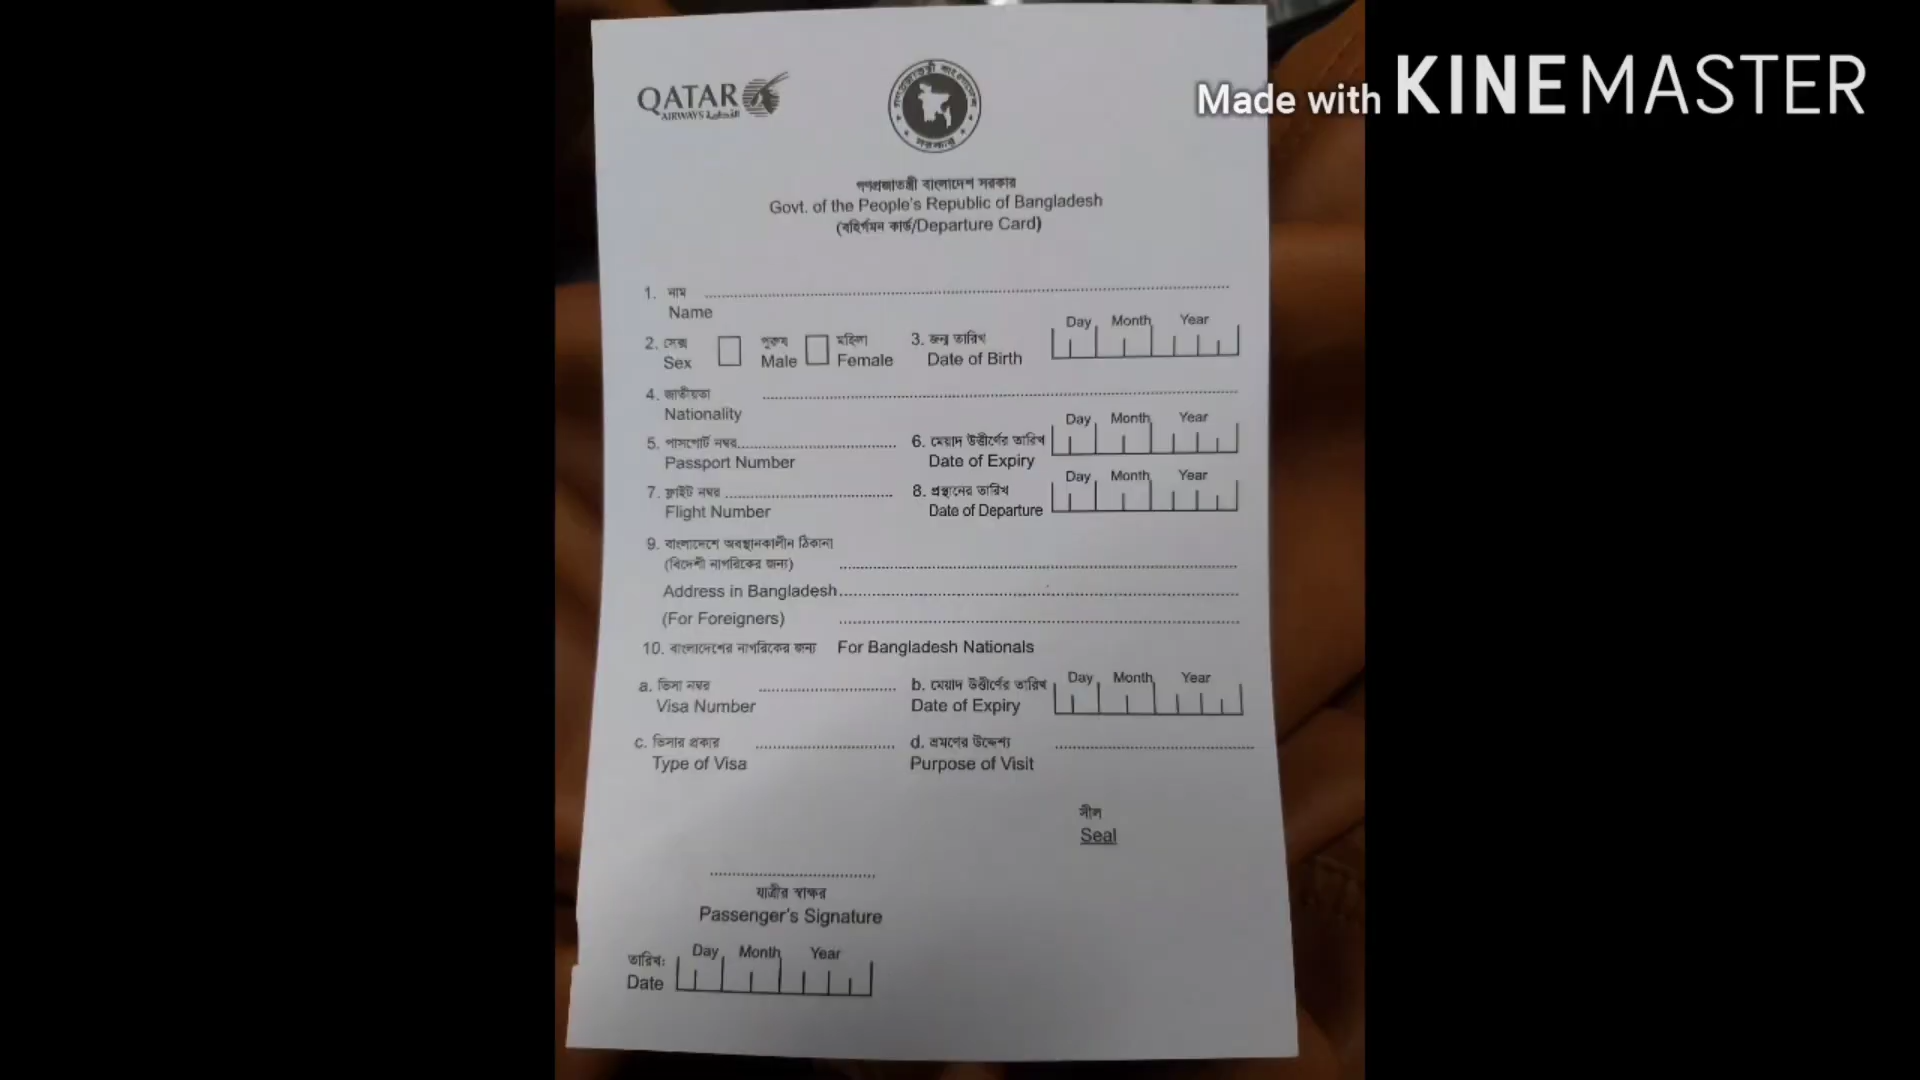 QATAR
AIRWAYS القطرية
গণপ্রজাতন্ত্রী বাংলাদেশ
সরকার
Made with KINEMASTER
গণপ্রজাতন্ত্রী বাংলাদেশ সরকার
Govt. of the People's Republic of Bangladesh
(বহির্গমন কার্ড/Departure Card)
1. নাম
Name
2. সেক্স পুরুষ মহিলা 3. জন্ম তারিখ Day Month Year
Sex Male Female Date of Birth
4. জাতীয়তা
Nationality
5. পাসপোর্ট নম্বর 6. মেয়াদ উত্তীর্ণের তারিখ Day Month Year
Passport Number Date of Expiry
7. ফ্লাইট নম্বর 8. প্রস্থানের তারিখ Day Month Year
Flight Number Date of Departure
9. বাংলাদেশে অবস্থানকালীন ঠিকানা
(বিদেশী নাগরিকের জন্য)
Address in Bangladesh
(For Foreigners)
10. বাংলাদেশের নাগরিকের জন্য For Bangladesh Nationals
a. ভিসা নম্বর b. মেয়াদ উত্তীর্ণের তারিখ Day Month Year
Visa Number Date of Expiry
c. ভিসার প্রকার d. ভ্রমণের উদ্দেশ্য
Type of Visa Purpose of Visit
সীল
Seal
যাত্রীর স্বাক্ষর
Passenger's Signature
তারিখ: Day Month Year
Date